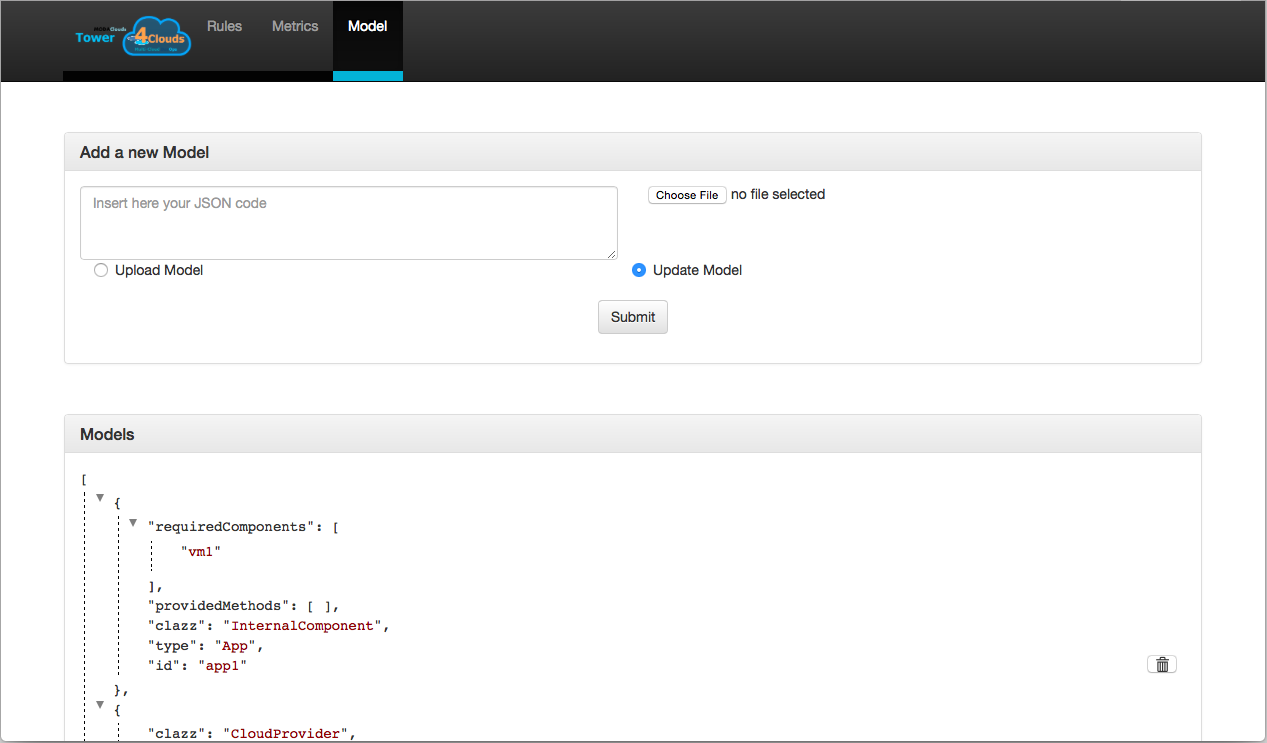 Tower 4Clouds
Rules
Metrics
Model
Add a new Model
Insert here your JSON code
Choose File no file selected
Upload Model
Update Model
Submit
Models
[
{
"requiredComponents": [
"vm1"
],
"providedMethods": [ ],
"clazz": "InternalComponent",
"type": "App",
"id": "app1"
},
{
"clazz": "CloudProvider",